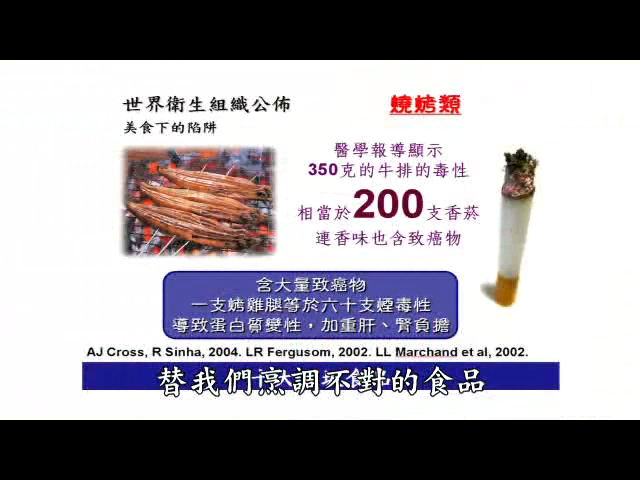 世界衛生組織公佈
美食下的陷阱
燒烤類
醫學報導顯示
350克的牛排的毒性
相當於200支香菸
連香味也含致癌物
含大量致癌物
一支烤雞腿等於六十支煙毒性
導致蛋白質變性，加重肝、腎負擔
AJ Cross, R Sinha, 2004. LR Fergusom, 2002. LL Marchand et al, 2002.
替我們烹調不對的食品